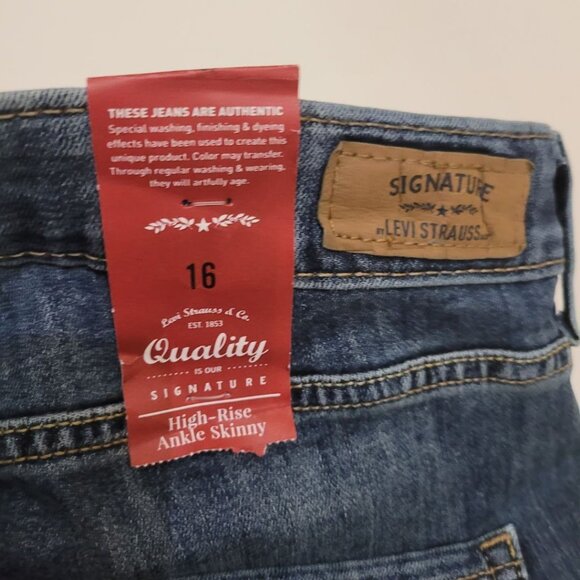 THESE JEANS ARE AUTHENTIC
Special washing, finishing & dyeing
effects have been used to create this
unique product. Color may transfer.
Through regular washing & wearing,
they will artfully age.
16
Levi Strauss & Co.
EST. 1853
Quality
IS OUR
SIGNATURE
High-Rise
Ankle Skinny
SIGNATURE
BY LEVI STRAUSS